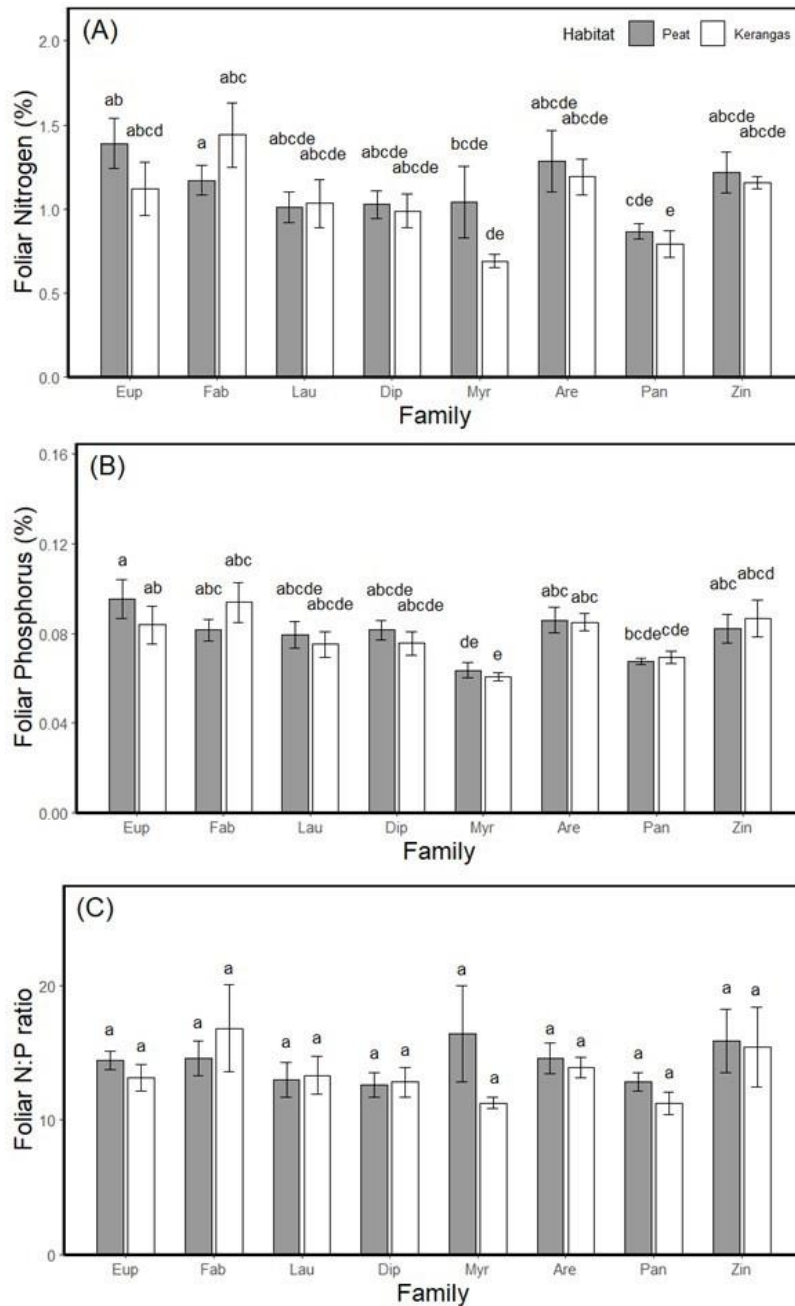 (A)
Habitat Peat Kerangas
Foliar Nitrogen (%)
2.0
1.5
1.0
0.5
0.0
ab abcd a abc abcde abcde abcde abcde bcde de abcde abcde cde e abcde abcde
Eup Fab Lau Dip Myr Are Pan Zin
Family
(B)
Foliar Phosphorus (%)
0.16
0.12
0.08
0.04
0.00
a ab abc abc abcde abcde abcde abcde de e abc abc bcde cde abc abcd
Eup Fab Lau Dip Myr Are Pan Zin
Family
(C)
Foliar N:P ratio
20
10
0
a a a a a a a a a a a a a a a a
Eup Fab Lau Dip Myr Are Pan Zin
Family